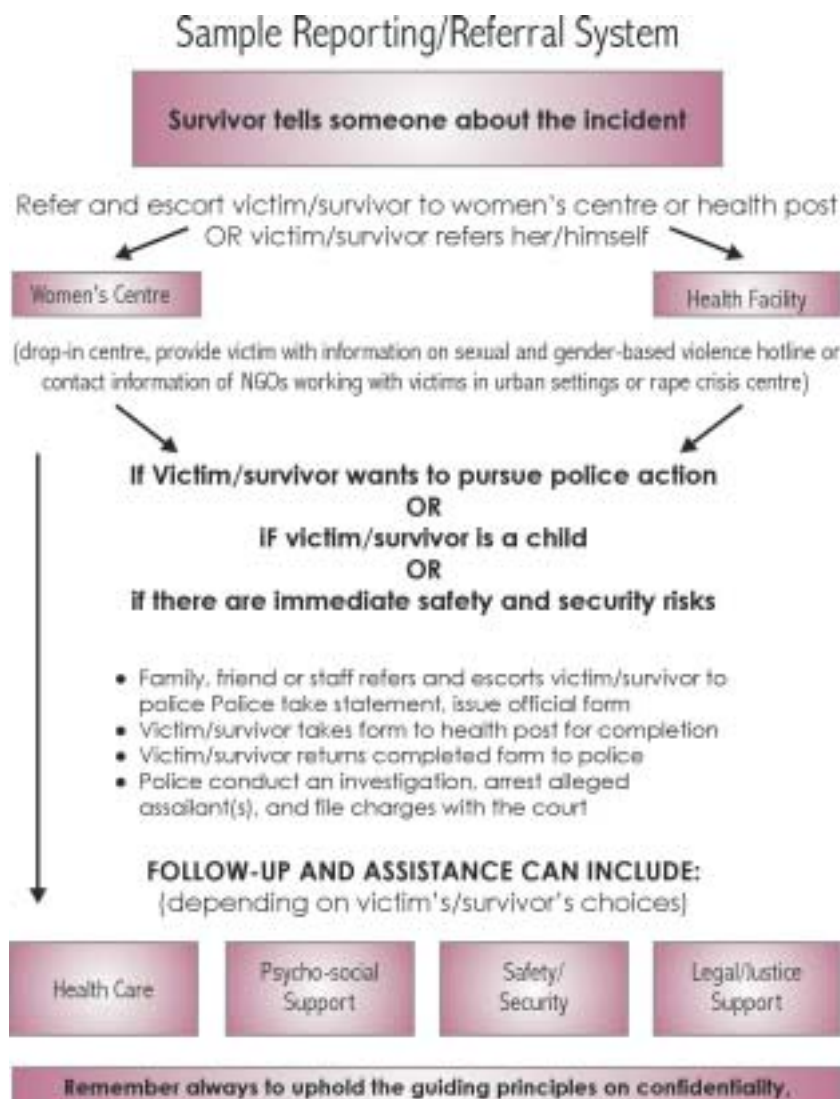 Sample Reporting/Referral System
Survivor tells someone about the incident
Refer and escort victim/survivor to women's centre or health post
OR victim/survivor refers her/himself
Women's Centre
Health Facility
(drop-in centre, provide victim with information on sexual and gender-based violence hotline or
contact information of NGOs working with victims in urban settings or rape crisis centre)
If Victim/survivor wants to pursue police action
OR
iF victim/survivor is a child
OR
if there are immediate safety and security risks
• Family, friend or staff refers and escorts victim/survivor to
police Police take statement, issue official form
• Victim/survivor takes form to health post for completion
• Victim/survivor returns completed form to police
• Police conduct an investigation, arrest alleged
assailant(s), and file charges with the court
FOLLOW-UP AND ASSISTANCE CAN INCLUDE:
(depending on victim's/survivor's choices)
Health Care
Psycho-social
Support
Safety/
Security
Legal/Justice
Support
Remember always to uphold the guiding principles on confidentiality,